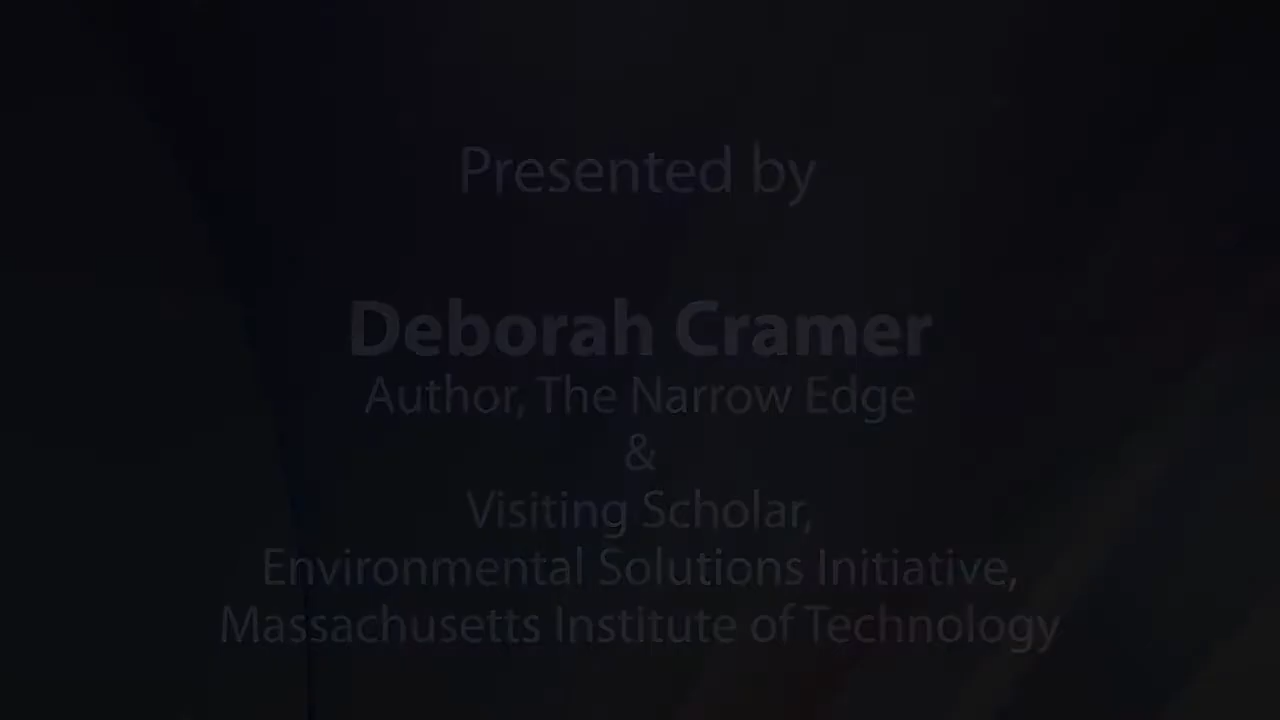 Presented by
Deborah Cramer
Author, The Narrow Edge
&
Visiting Scholar,
Environmental Solutions Initiative,
Massachusetts Institute of Technology